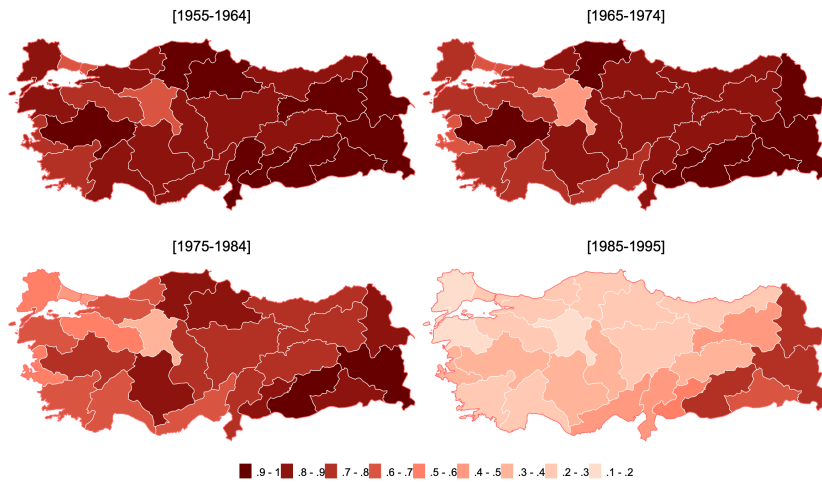 [1955-1964] [1965-1974]
[1975-1984] [1985-1995]
.9 - 1 .8 - .9 .7 - .8 .6 - .7 .5 - .6 .4 - .5 .3 - .4 .2 - .3 .1 - .2